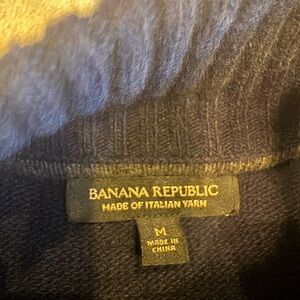 BANANA REPUBLIC
MADE OF ITALIAN YARN
M
MADE IN
CHINA